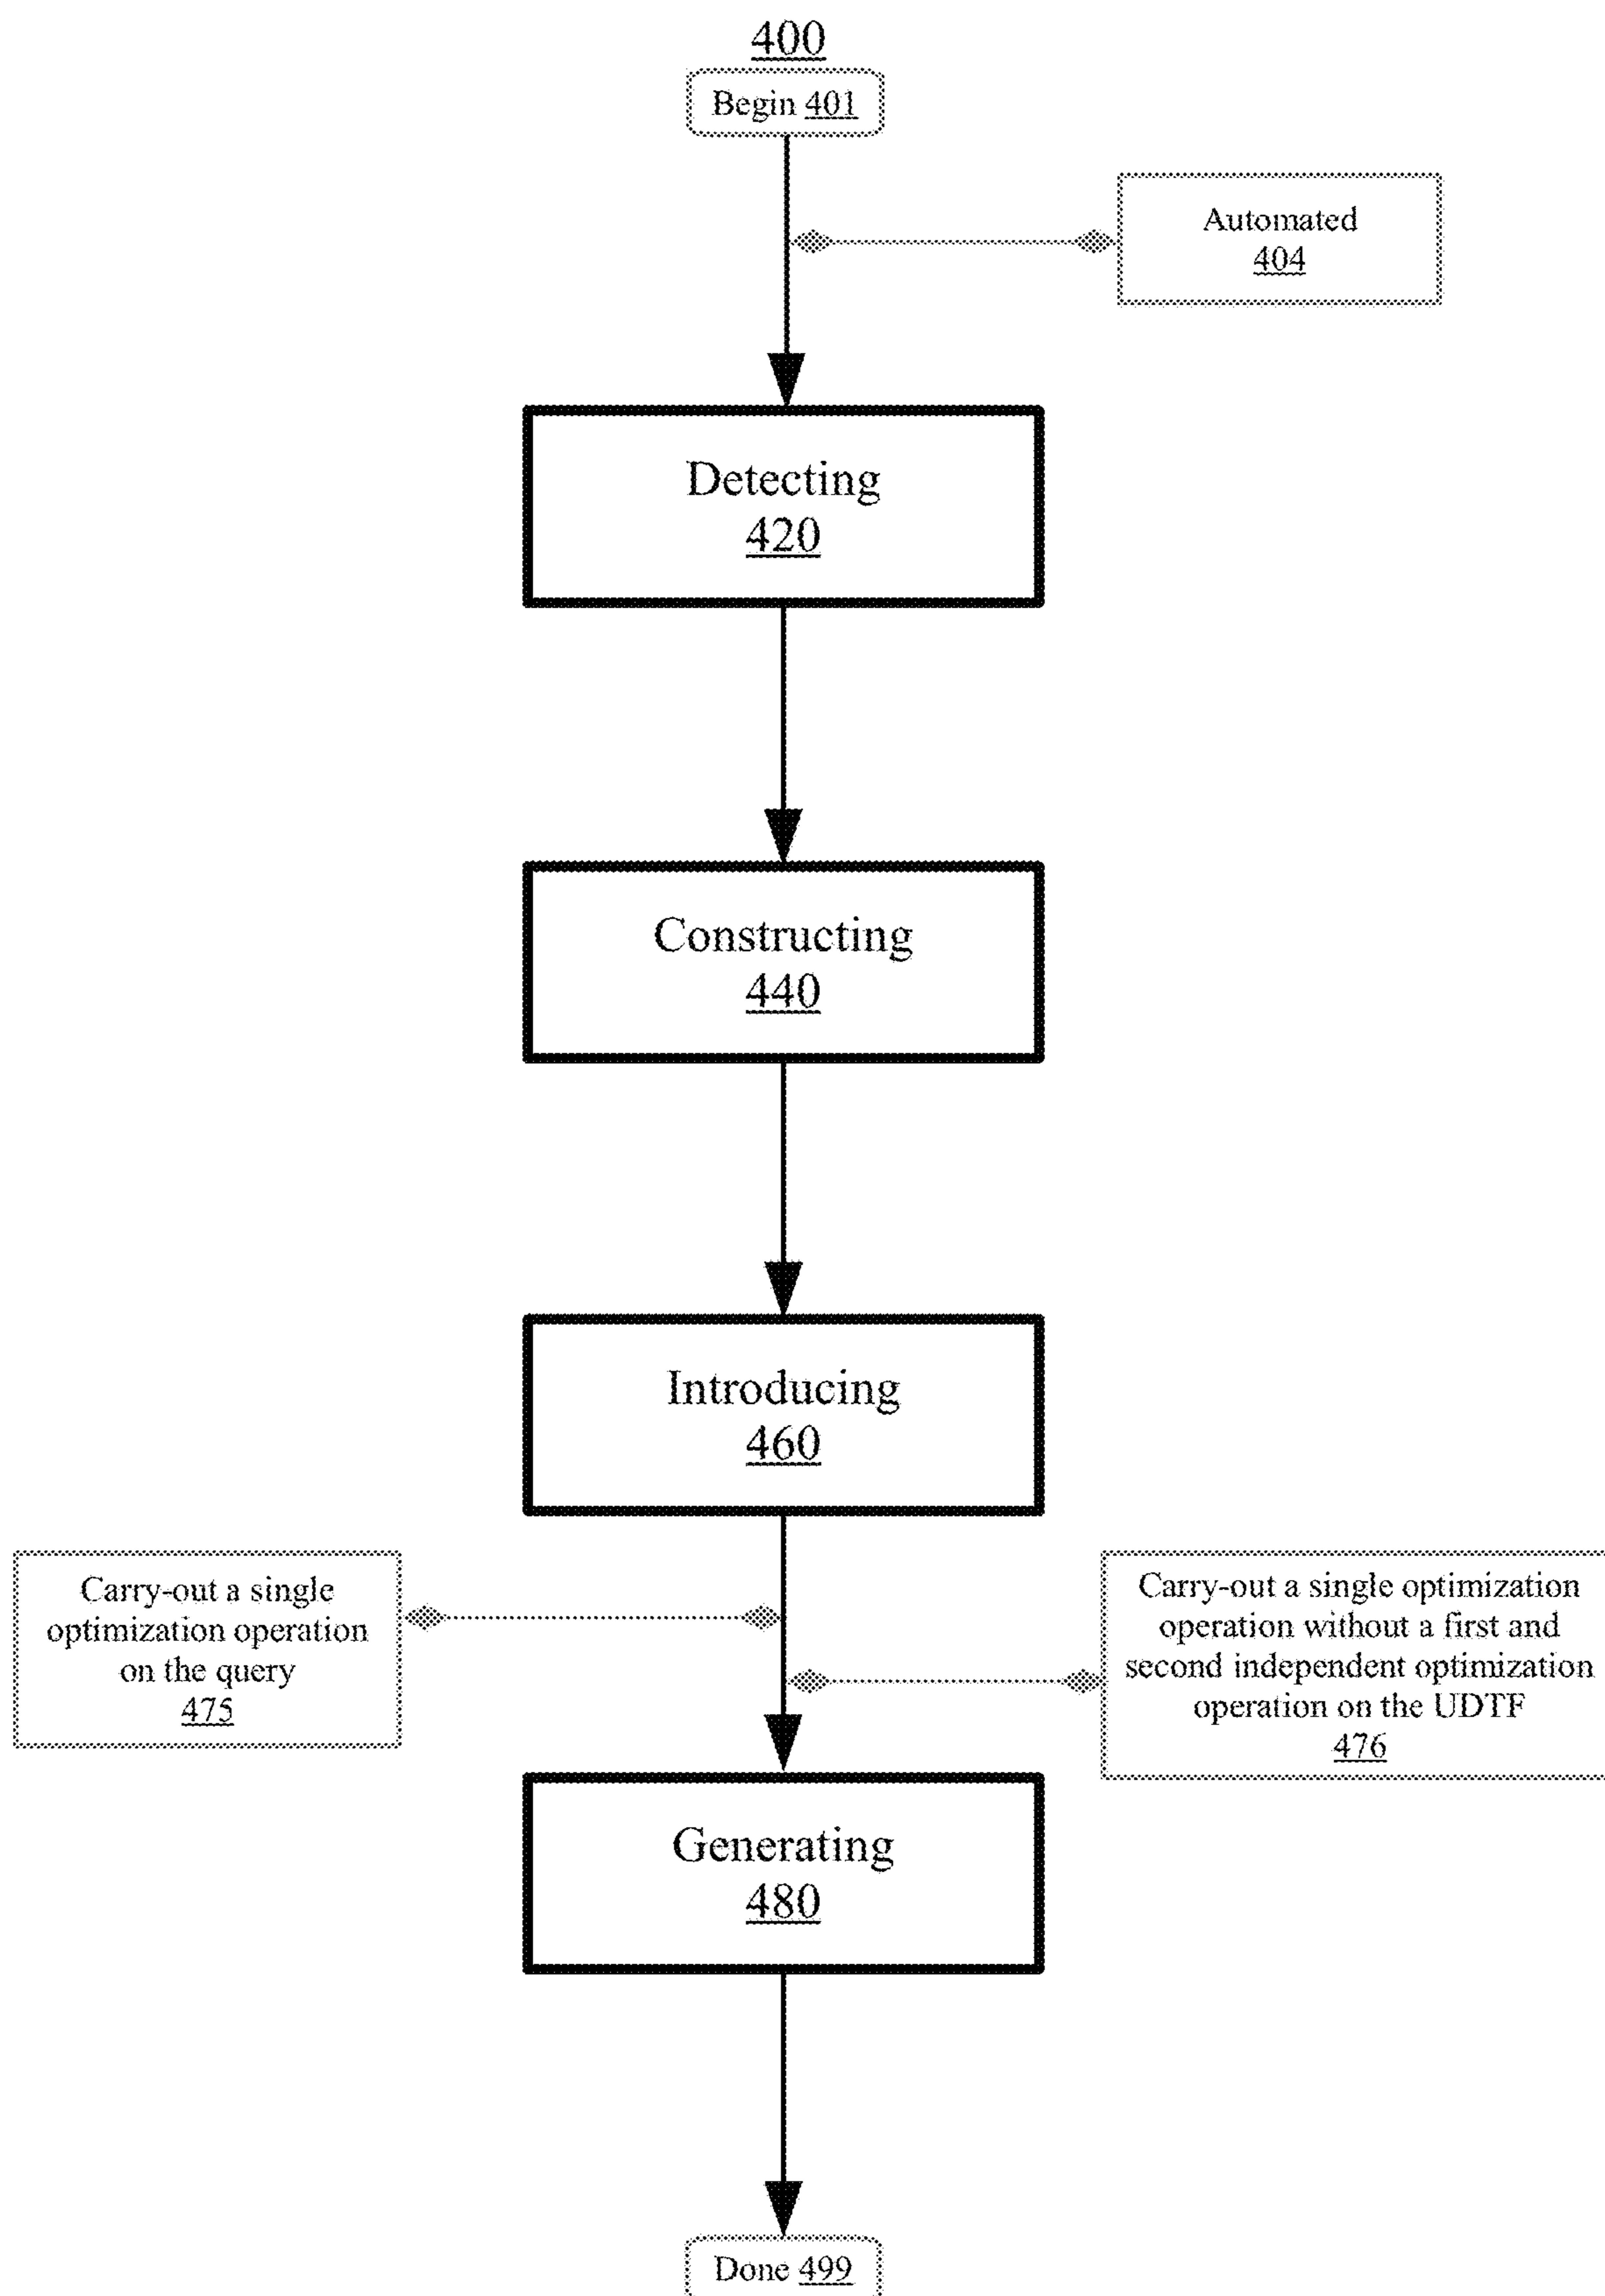 400
Begin 401
Automated
404
Detecting
420
Constructing
440
Introducing
460
Carry-out a single
optimization operation
on the query
475
Carry-out a single optimization
operation without a first and
second independent optimization
operation on the UDTF
476
Generating
480
Done 499